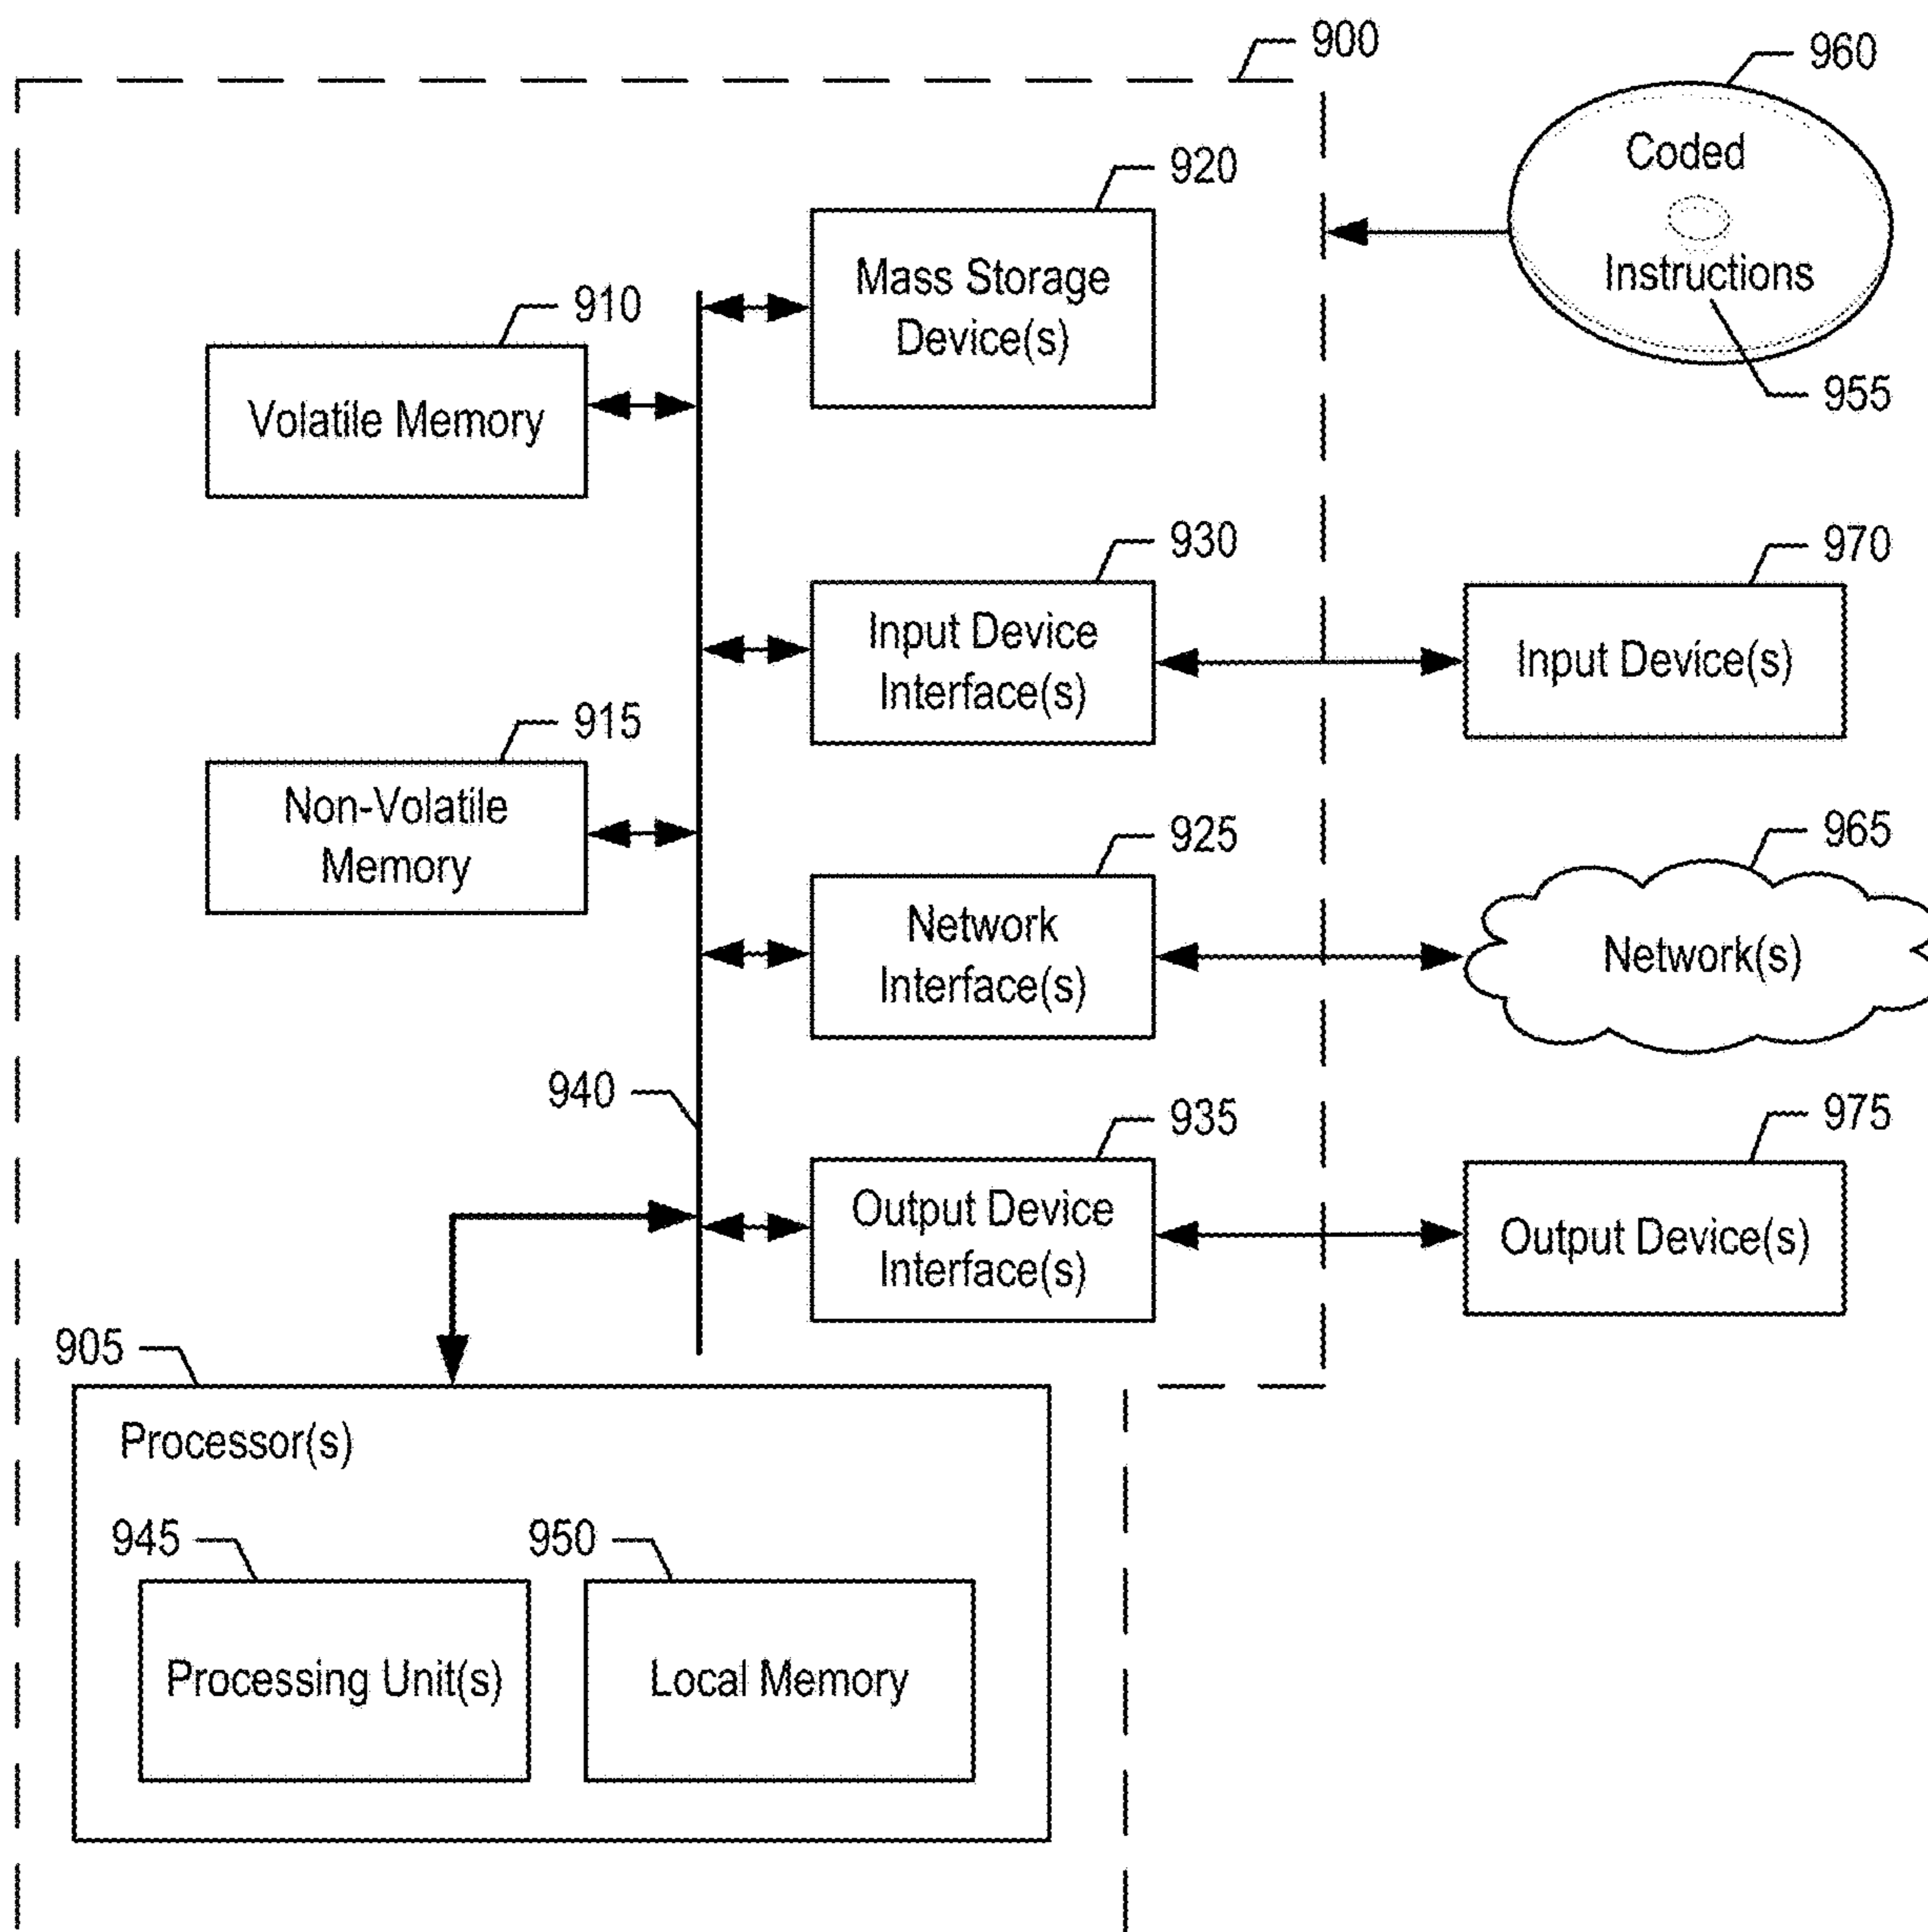 900
960
Coded
Instructions
955
920
Mass Storage
Device(s)
910
Volatile Memory
930
Input Device
Interface(s)
970
Input Device(s)
915
Non-Volatile
Memory
925
Network
Interface(s)
965
Network(s)
940
935
Output Device
Interface(s)
975
Output Device(s)
905
Processor(s)
945
Processing Unit(s)
950
Local Memory